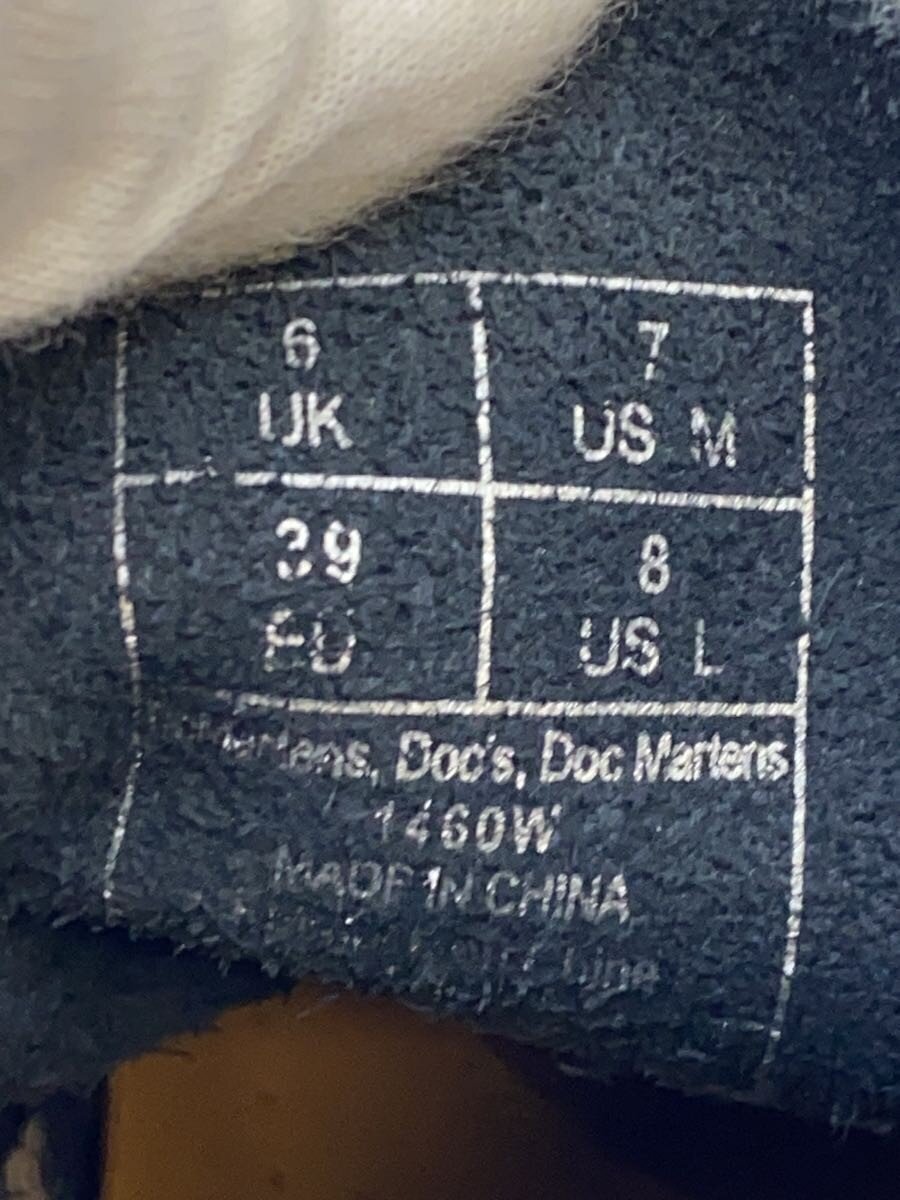 6
UK
7
US M
39
EU
8
US L
Doc's, Doc Martens
1460W
MADE IN CHINA